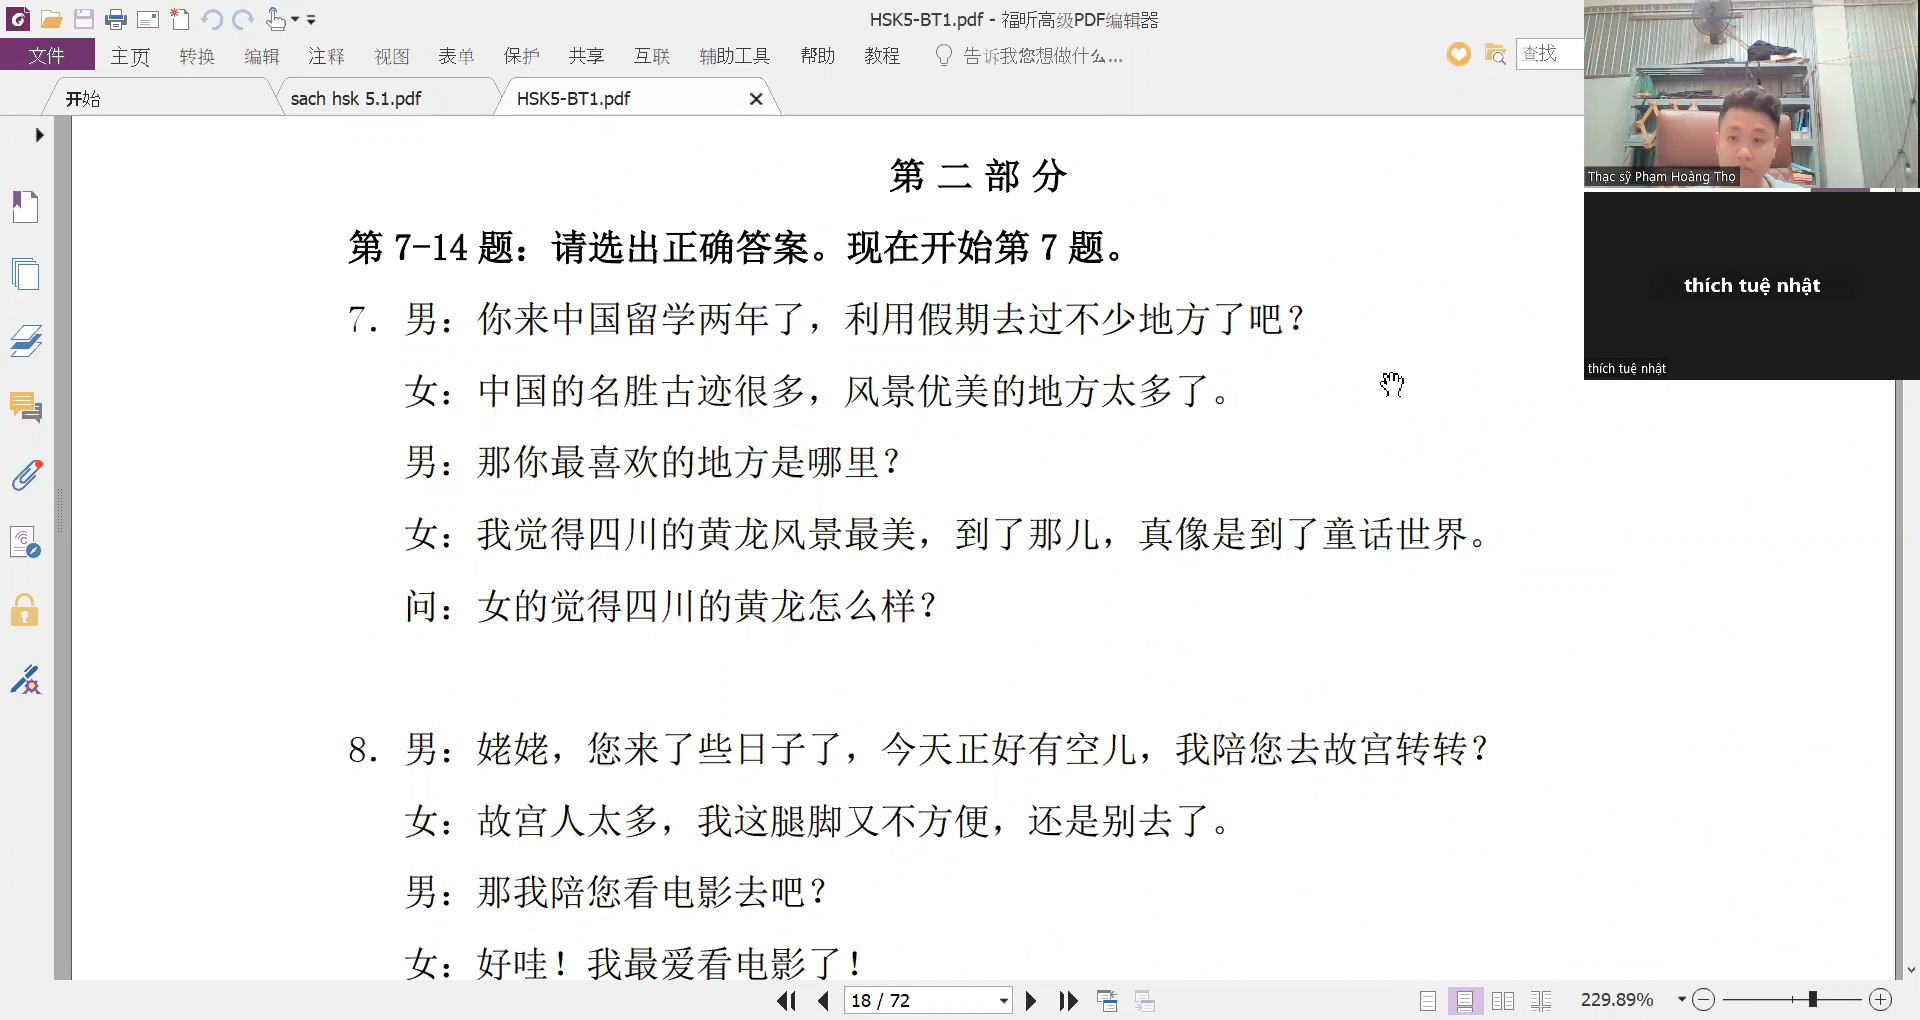 HSK5-BT1.pdf - 福昕高级PDF编辑器
文件 主页 转换 编辑 注释 视图 表单 保护 共享 互联 辅助工具 帮助 教程 告诉我您想做什么... 查找
开始 sach hsk 5.1.pdf HSK5-BT1.pdf
第二部分
第 7-14 题：请选出正确答案。现在开始第 7 题。
7. 男：你来中国留学两年了，利用假期去过不少地方了吧？
女：中国的名胜古迹很多，风景优美的地方太多了。
男：那你最喜欢的地方是哪里？
女：我觉得四川的黄龙风景最美，到了那儿，真像是到了童话世界。
问：女的觉得四川的黄龙怎么样？
8. 男：姥姥，您来了些日子了，今天正好有空儿，我陪您去故宫转转？
女：故宫人太多，我这腿脚又不方便，还是别去了。
男：那我陪您看电影去吧？
女：好哇！我最爱看电影了！
Thạc sỹ Phạm Hoàng Thọ
thích tuệ nhật
thích tuệ nhật
18 / 72
229.89%